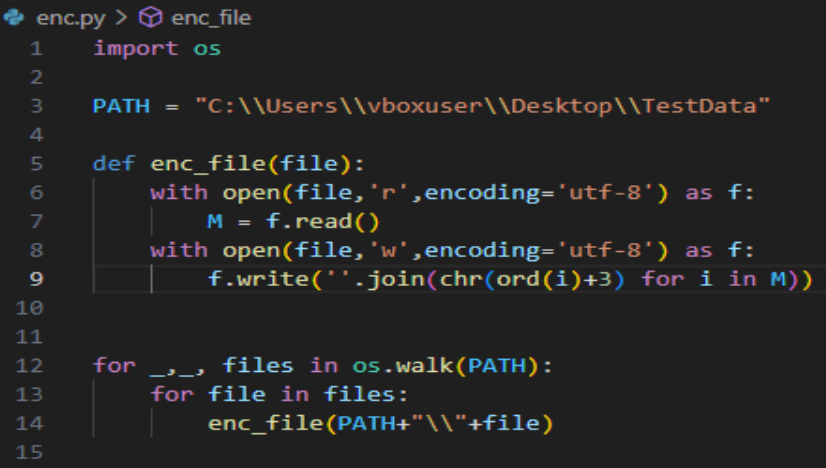 enc.py > enc_file
1 import os
2
3 PATH = "C:\\Users\\vboxuser\\Desktop\\TestData"
4
5 def enc_file(file):
6     with open(file,'r',encoding='utf-8') as f:
7         M = f.read()
8     with open(file,'w',encoding='utf-8') as f:
9         f.write(''.join(chr(ord(i)+3) for i in M))
10
11
12 for _,_, files in os.walk(PATH):
13     for file in files:
14         enc_file(PATH+"\\"+file)
15